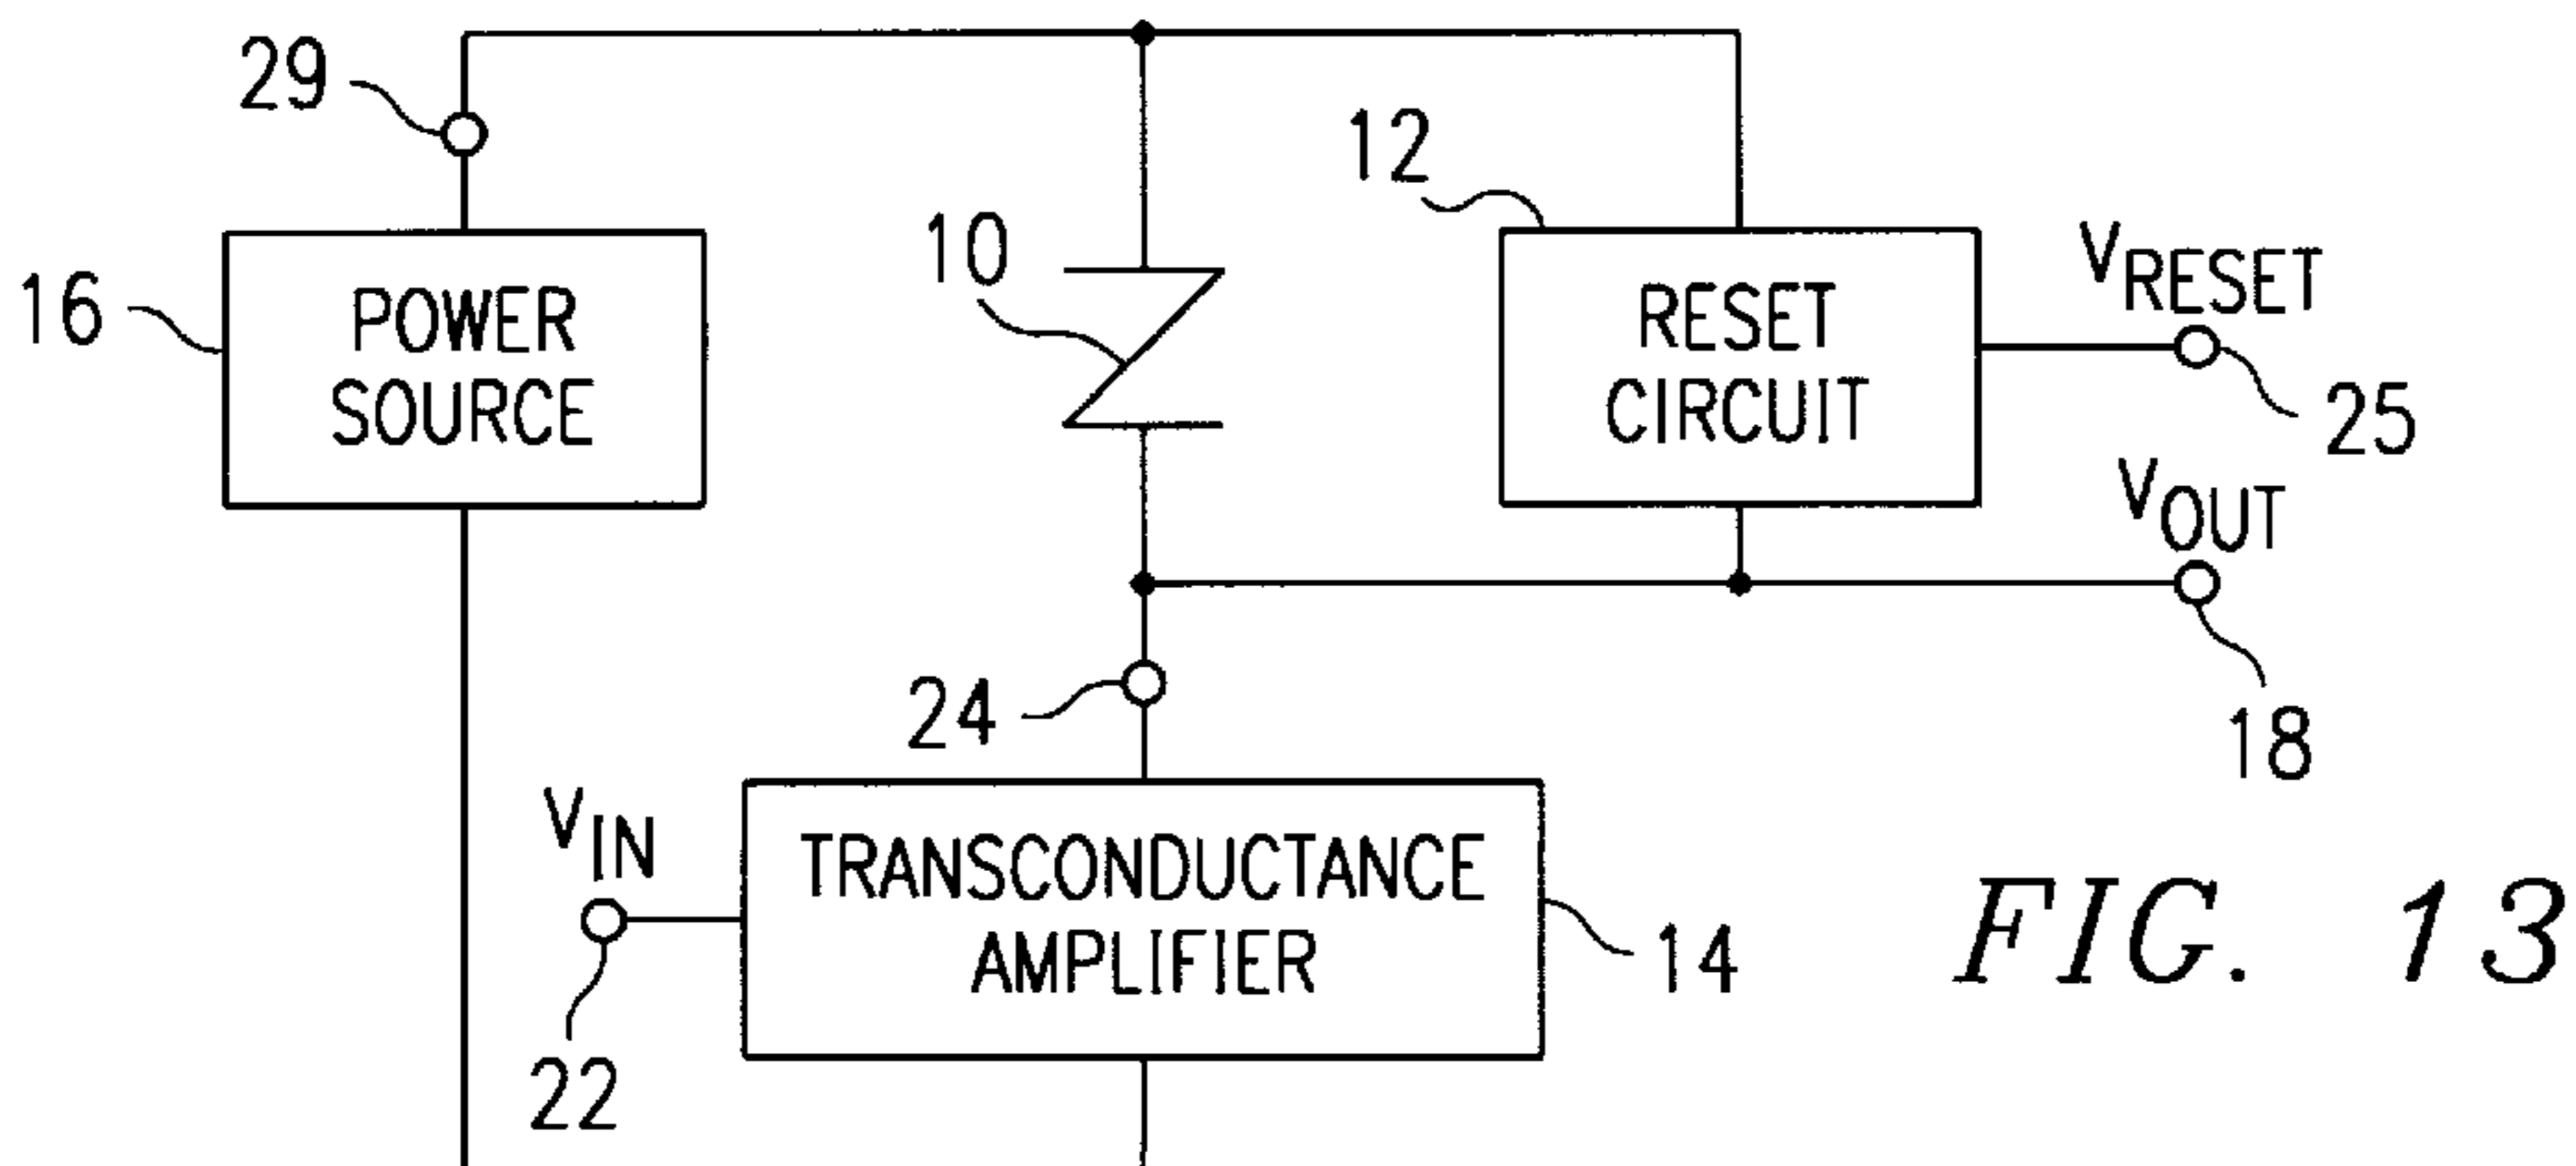 29
12
10
16
POWER
SOURCE
RESET
CIRCUIT
VRESET
25
VOUT
24
18
VIN
TRANSCONDUCTANCE
AMPLIFIER
14
22
FIG. 13